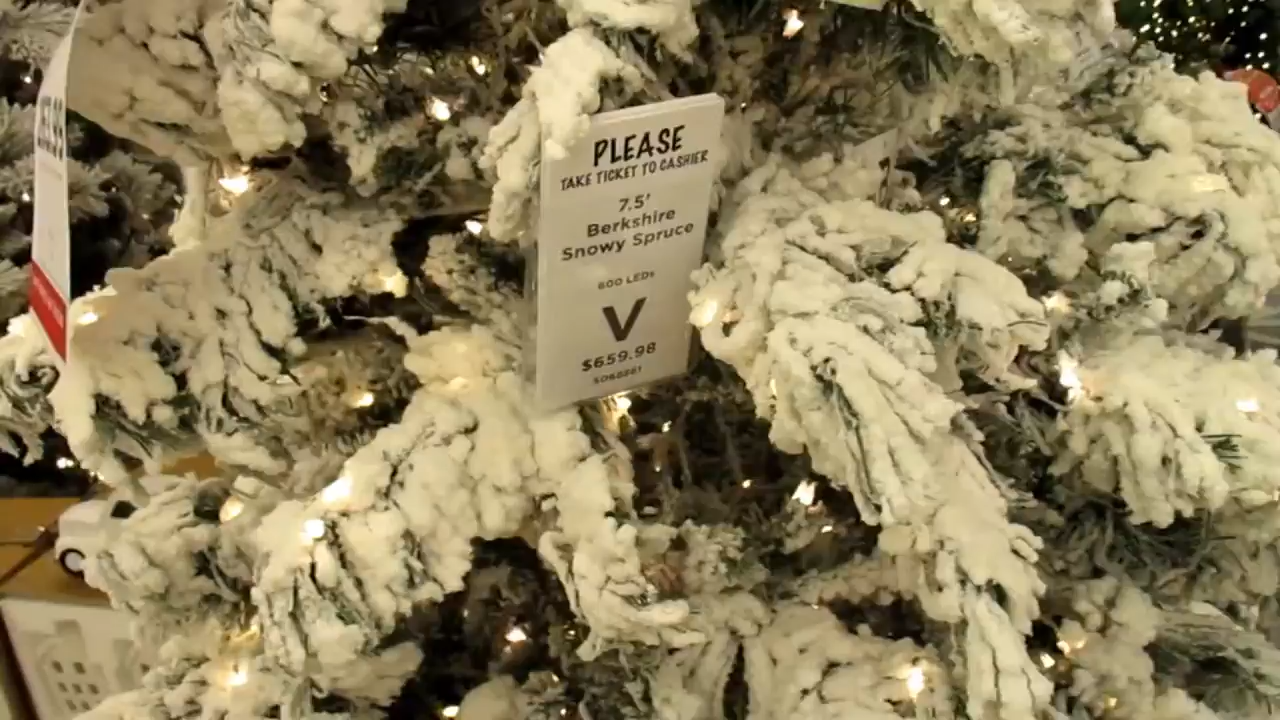 PLEASE
TAKE TICKET TO CASHIER
7.5'
Berkshire
Snowy Spruce
600 LEDs
V
$659.98